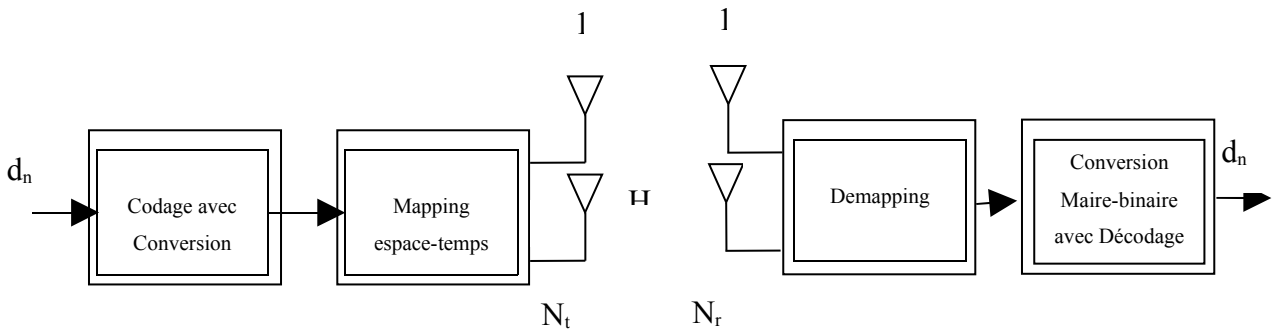 1
1
dₙ
Codage avec
Conversion
Mapping
espace-temps
H
Demapping
Conversion
Maire-binaire
avec Décodage
dₙ
Nₜ
Nᵣ